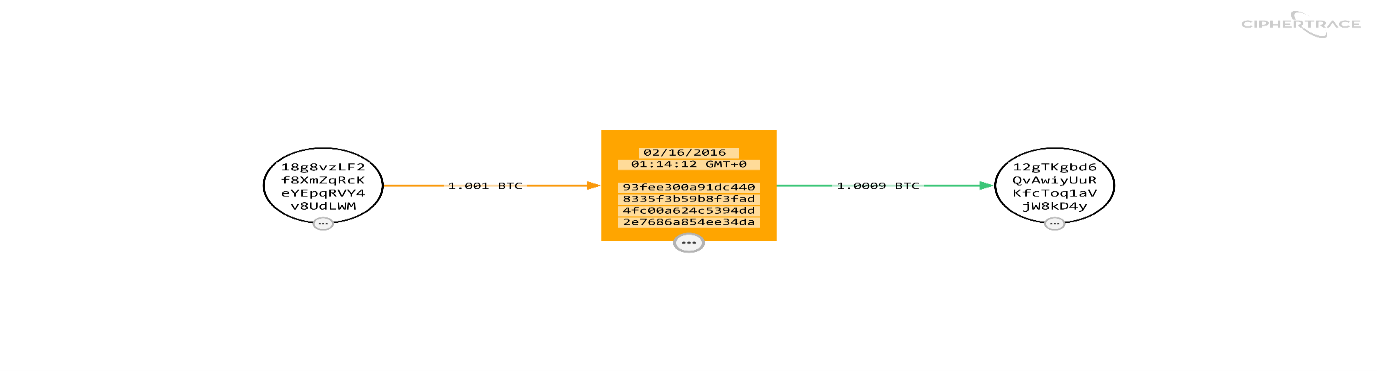 CIPHERTRACE
18g8vzLF2
f8XmZqRcK
eYEpqRVY4
v8UdLWM
1.001 BTC
02/16/2016
01:14:12 GMT+0
93fee300a91dc440
8335f3b59b8f3fad
4fc00a624c5394dd
2e7686a854ee34da
1.0009 BTC
12gTKgbd6
QvAwiyUuR
KfcToq1aV
jW8kD4y